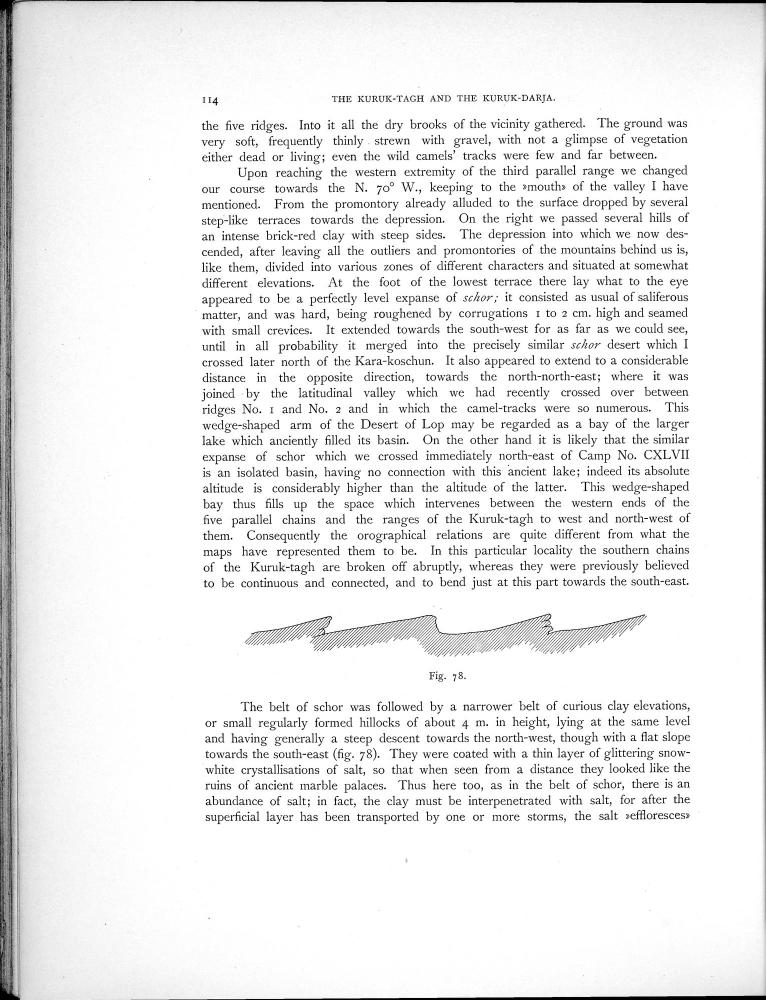 114
THE KURUK-TAGH AND THE KURUK-DARJA.
the five ridges. Into it all the dry brooks of the vicinity gathered. The ground was
very soft, frequently thinly strewn with gravel, with not a glimpse of vegetation
either dead or living; even the wild camels' tracks were few and far between.
Upon reaching the western extremity of the third parallel range we changed
our course towards the N. 70° W., keeping to the »mouth» of the valley I have
mentioned. From the promontory already alluded to the surface dropped by several
step-like terraces towards the depression. On the right we passed several hills of
an intense brick-red clay with steep sides. The depression into which we now des-
cended, after leaving all the outliers and promontories of the mountains behind us is,
like them, divided into various zones of different characters and situated at somewhat
different elevations. At the foot of the lowest terrace there lay what to the eye
appeared to be a perfectly level expanse of schor; it consisted as usual of saliferous
matter, and was hard, being roughened by corrugations 1 to 2 cm. high and seamed
with small crevices. It extended towards the south-west for as far as we could see,
until in all probability it merged into the precisely similar schor desert which I
crossed later north of the Kara-koschun. It also appeared to extend to a considerable
distance in the opposite direction, towards the north-north-east; where it was
joined by the latitudinal valley which we had recently crossed over between
ridges No. 1 and No. 2 and in which the camel-tracks were so numerous. This
wedge-shaped arm of the Desert of Lop may be regarded as a bay of the larger
lake which anciently filled its basin. On the other hand it is likely that the similar
expanse of schor which we crossed immediately north-east of Camp No. CXLVII
is an isolated basin, having no connection with this ancient lake; indeed its absolute
altitude is considerably higher than the altitude of the latter. This wedge-shaped
bay thus fills up the space which intervenes between the western ends of the
five parallel chains and the ranges of the Kuruk-tagh to west and north-west of
them. Consequently the orographical relations are quite different from what the
maps have represented them to be. In this particular locality the southern chains
of the Kuruk-tagh are broken off abruptly, whereas they were previously believed
to be continuous and connected, and to bend just at this part towards the south-east.
Fig. 78.
The belt of schor was followed by a narrower belt of curious clay elevations,
or small regularly formed hillocks of about 4 m. in height, lying at the same level
and having generally a steep descent towards the north-west, though with a flat slope
towards the south-east (fig. 78). They were coated with a thin layer of glittering snow-
white crystallisations of salt, so that when seen from a distance they looked like the
ruins of ancient marble palaces. Thus here too, as in the belt of schor, there is an
abundance of salt; in fact, the clay must be interpenetrated with salt, for after the
superficial layer has been transported by one or more storms, the salt »effloresces»